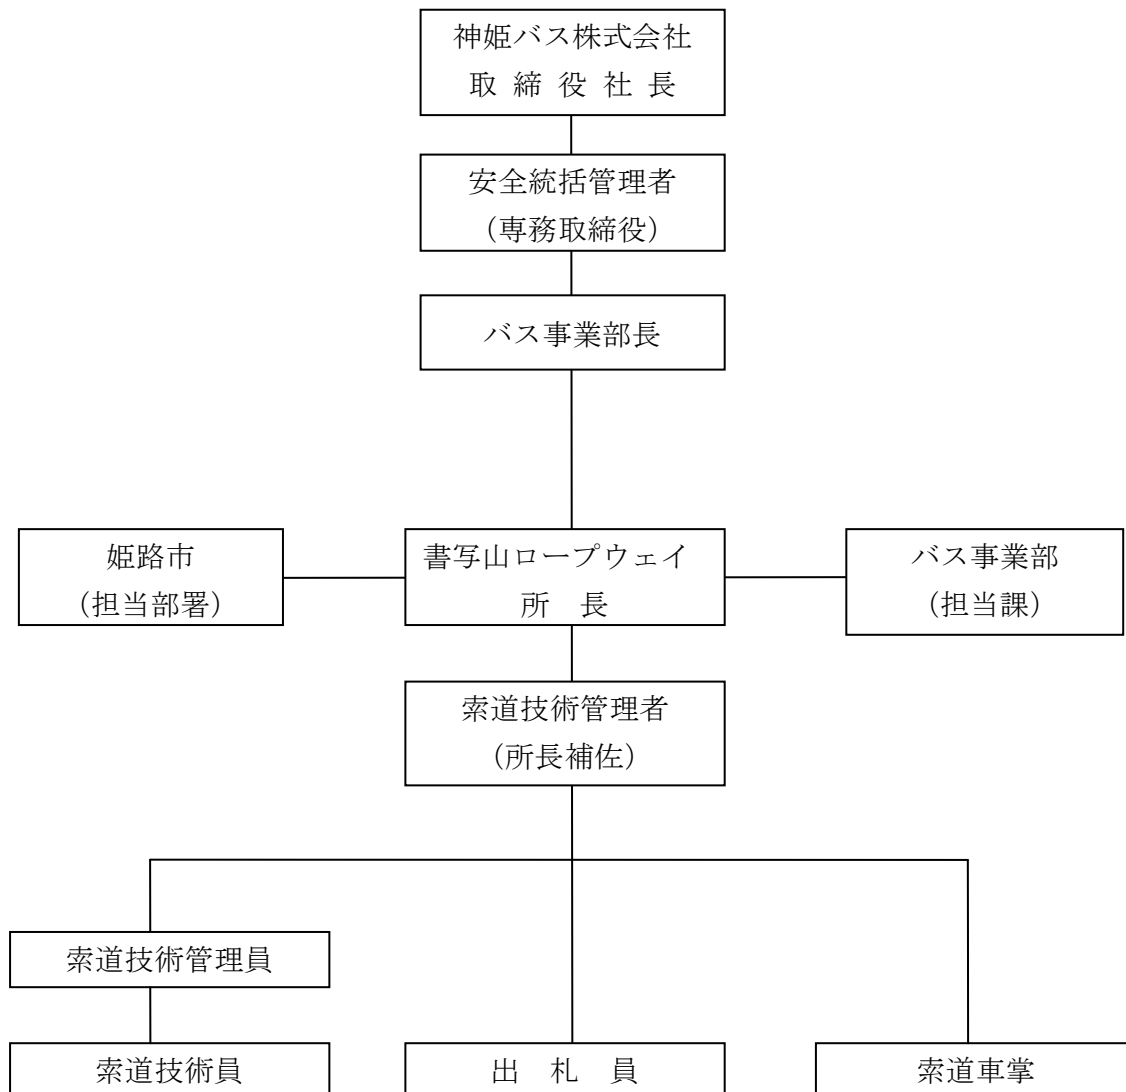 神姫バス株式会社
取締役社長
安全統括管理者
（専務取締役）
バス事業部長
姫路市
（担当部署）
書写山ロープウェイ
所　長
バス事業部
（担当課）
索道技術管理者
（所長補佐）
索道技術管理員
索道技術員
出　札　員
索道車掌